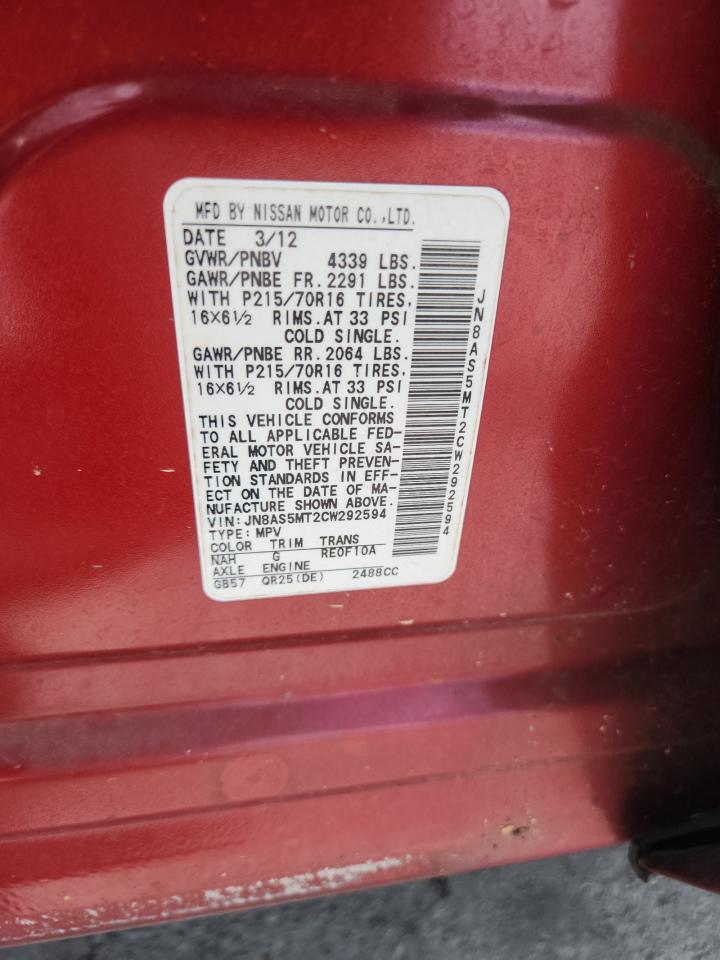 MFD BY NISSAN MOTOR CO.,LTD.
DATE 3/12
GVWR/PNBV 4339 LBS.
GAWR/PNBE FR. 2291 LBS.
WITH P215/70R16 TIRES,
16X6½ RIMS.AT 33 PSI
COLD SINGLE.
GAWR/PNBE RR. 2064 LBS.
WITH P215/70R16 TIRES,
16X6½ RIMS.AT 33 PSI
COLD SINGLE.
THIS VEHICLE CONFORMS
TO ALL APPLICABLE FED-
ERAL MOTOR VEHICLE SA-
FETY AND THEFT PREVEN-
TION STANDARDS IN EFF-
ECT ON THE DATE OF MA-
NUFACTURE SHOWN ABOVE.
VIN: JN8AS5MT2CW292594
TYPE: MPV
COLOR TRIM TRANS
NAH G RE0F10A
AXLE ENGINE
GB57 QR25(DE) 2488CC
JN8AS5MT2CW292594